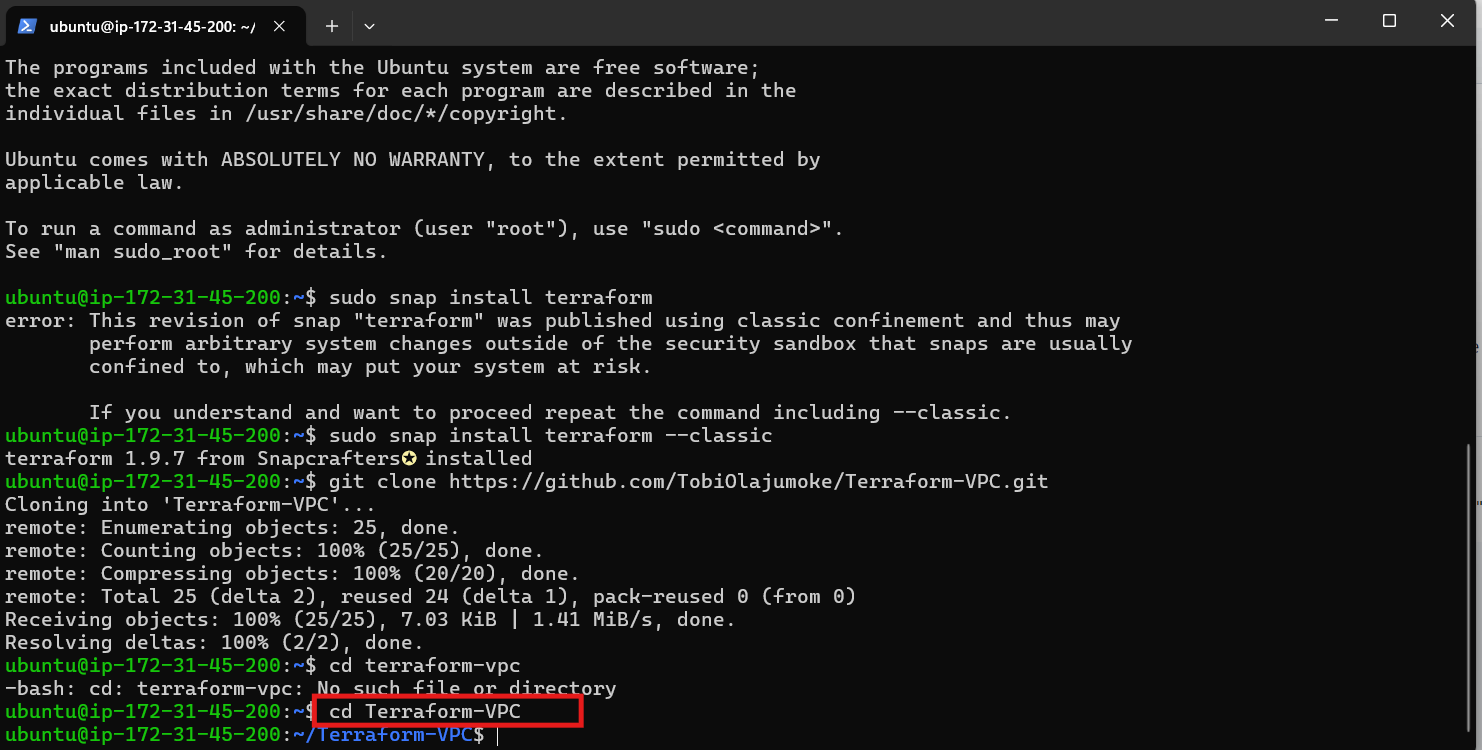 ubuntu@ip-172-31-45-200: ~/
The programs included with the Ubuntu system are free software;
the exact distribution terms for each program are described in the
individual files in /usr/share/doc/*/copyright.
Ubuntu comes with ABSOLUTELY NO WARRANTY, to the extent permitted by
applicable law.
To run a command as administrator (user "root"), use "sudo <command>".
See "man sudo_root" for details.
ubuntu@ip-172-31-45-200:~$ sudo snap install terraform
error: This revision of snap "terraform" was published using classic confinement and thus may
perform arbitrary system changes outside of the security sandbox that snaps are usually
confined to, which may put your system at risk.
If you understand and want to proceed repeat the command including --classic.
ubuntu@ip-172-31-45-200:~$ sudo snap install terraform --classic
terraform 1.9.7 from Snapcrafters✪ installed
ubuntu@ip-172-31-45-200:~$ git clone https://github.com/TobiOlajumoke/Terraform-VPC.git
Cloning into 'Terraform-VPC'...
remote: Enumerating objects: 25, done.
remote: Counting objects: 100% (25/25), done.
remote: Compressing objects: 100% (20/20), done.
remote: Total 25 (delta 2), reused 24 (delta 1), pack-reused 0 (from 0)
Receiving objects: 100% (25/25), 7.03 KiB | 1.41 MiB/s, done.
Resolving deltas: 100% (2/2), done.
ubuntu@ip-172-31-45-200:~$ cd terraform-vpc
-bash: cd: terraform-vpc: No such file or directory
ubuntu@ip-172-31-45-200:~$ cd Terraform-VPC
ubuntu@ip-172-31-45-200:~/Terraform-VPC$